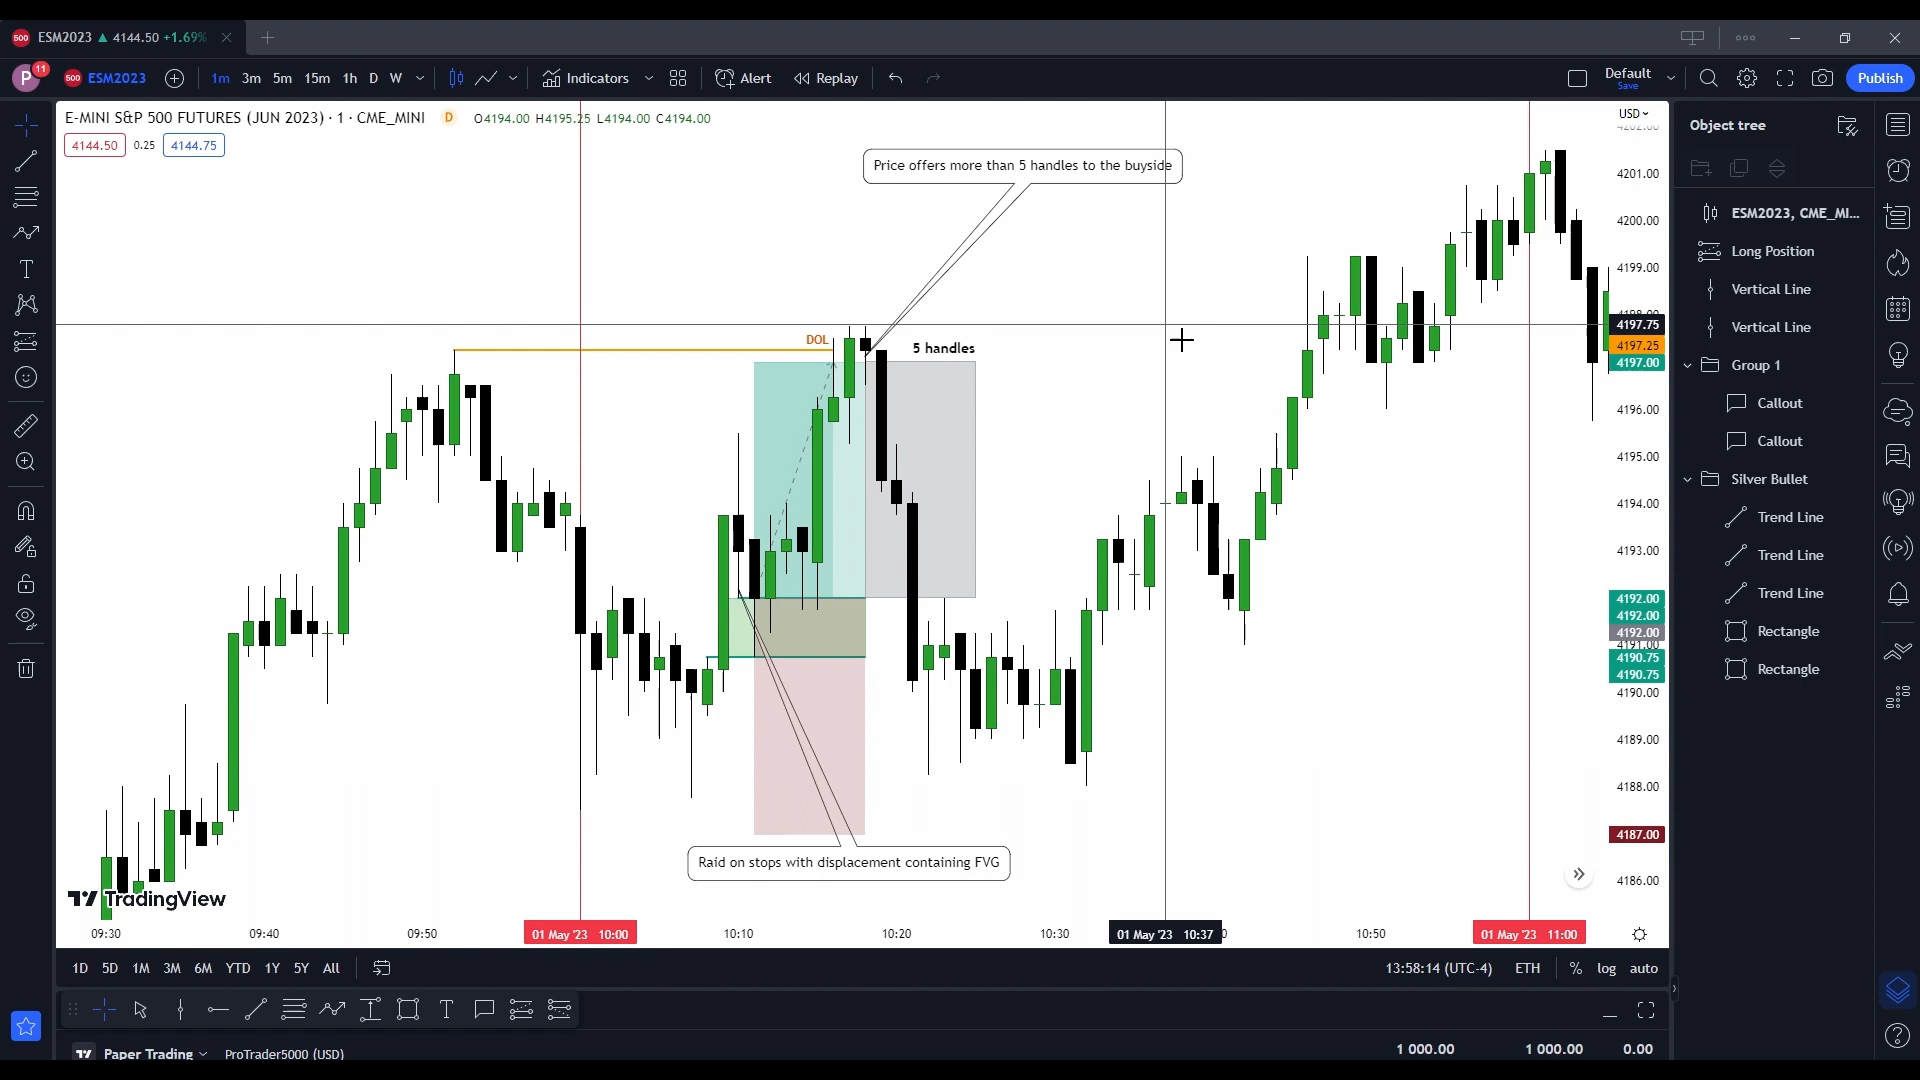 500 ESM2023 ▲ 4144.50 +1.69%
P 11 500 ESM2023 1m 3m 5m 15m 1h D W Indicators Alert Replay Default Save Publish
E-MINI S&P 500 FUTURES (JUN 2023) · 1 · CME_MINI D O4194.00 H4195.25 L4194.00 C4194.00
USD
4202.00
4144.50 0.25 4144.75
Price offers more than 5 handles to the buyside
4201.00
4200.00
4199.00
4198.00
4197.75
DOL
5 handles
4197.25
4197.00
4196.00
4195.00
4194.00
4193.00
4192.00
4192.00
4192.00
4191.00
4190.75
4190.75
4190.00
4189.00
4188.00
4187.00
Raid on stops with displacement containing FVG
4186.00
TradingView
09:30 09:40 09:50 01 May '23 10:00 10:10 10:20 10:30 01 May '23 10:37 10:50 01 May '23 11:00
1D 5D 1M 3M 6M YTD 1Y 5Y All 13:58:14 (UTC-4) ETH % log auto
Paper Trading ProTrader5000 (USD) 1 000.00 1 000.00 0.00
Object tree
ESM2023, CME_MI...
Long Position
Vertical Line
Vertical Line
Group 1
Callout
Callout
Silver Bullet
Trend Line
Trend Line
Trend Line
Rectangle
Rectangle